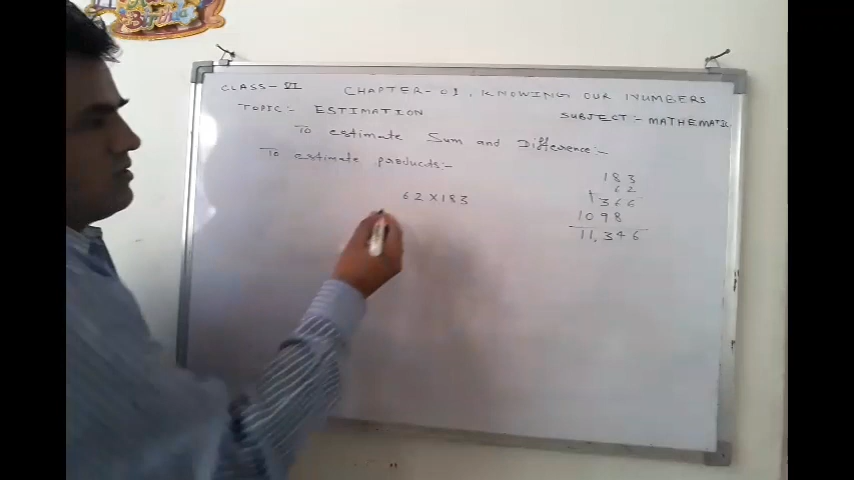 Birthday
CLASS-VI CHAPTER-01, KNOWING OUR NUMBERS
TOPIC:- ESTIMATION SUBJECT:- MATHEMATIC
To estimate Sum and Difference:-
To estimate products:-
62×183
183
62
+366
1098
11,346